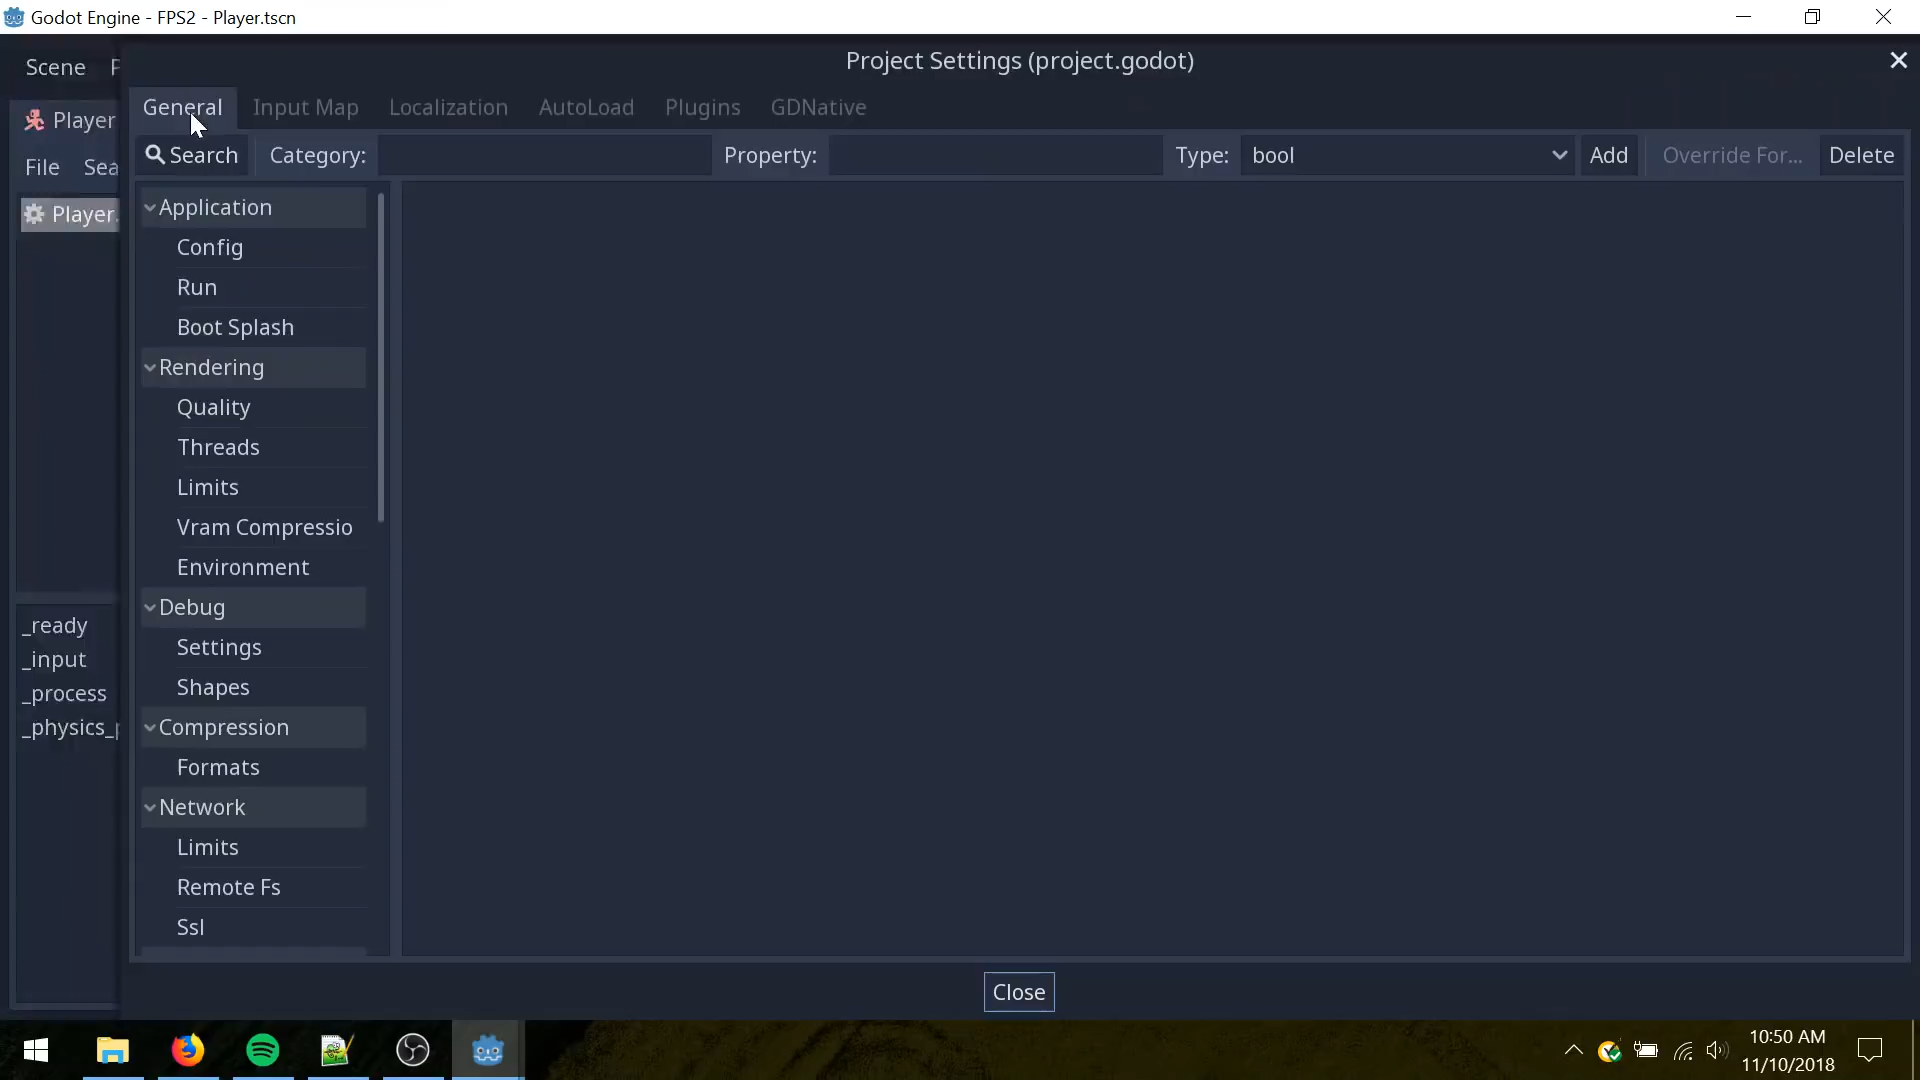 Godot Engine - FPS2 - Player.tscn
Scene
Project Settings (project.godot)
General Input Map Localization AutoLoad Plugins GDNative
Player
Search Category: Property: Type: bool Add Override For... Delete
File Sea
Player.
Application
Config
Run
Boot Splash
Rendering
Quality
Threads
Limits
Vram Compressio
Environment
Debug
Settings
Shapes
Compression
Formats
Network
Limits
Remote Fs
Ssl
_ready
_input
_process
_physics_p
Close
10:50 AM
11/10/2018